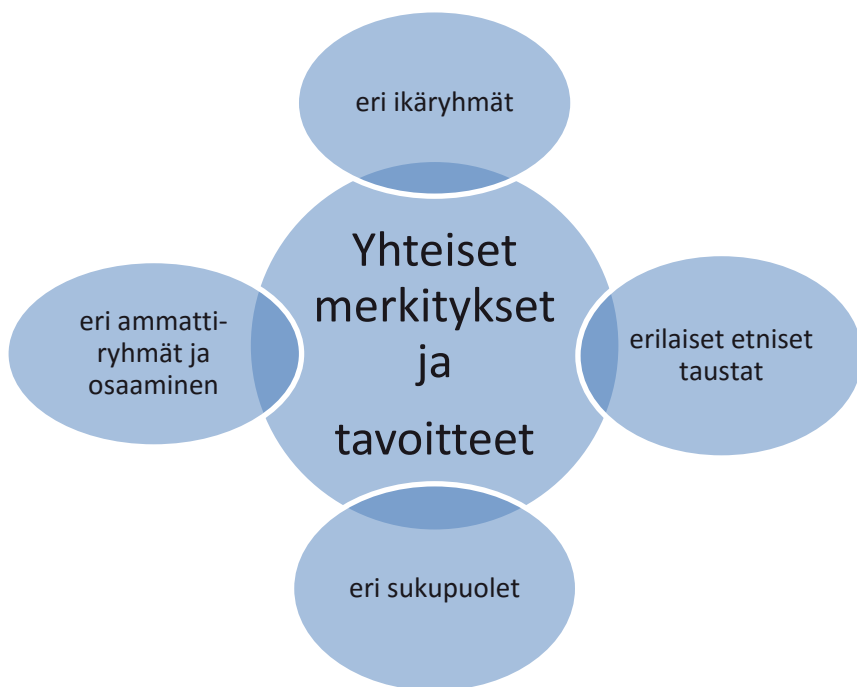 eri ikäryhmät
Yhteiset
merkitykset
ja
tavoitteet
eri ammatti-
ryhmät ja
osaaminen
erilaiset etniset
taustat
eri sukupuolet